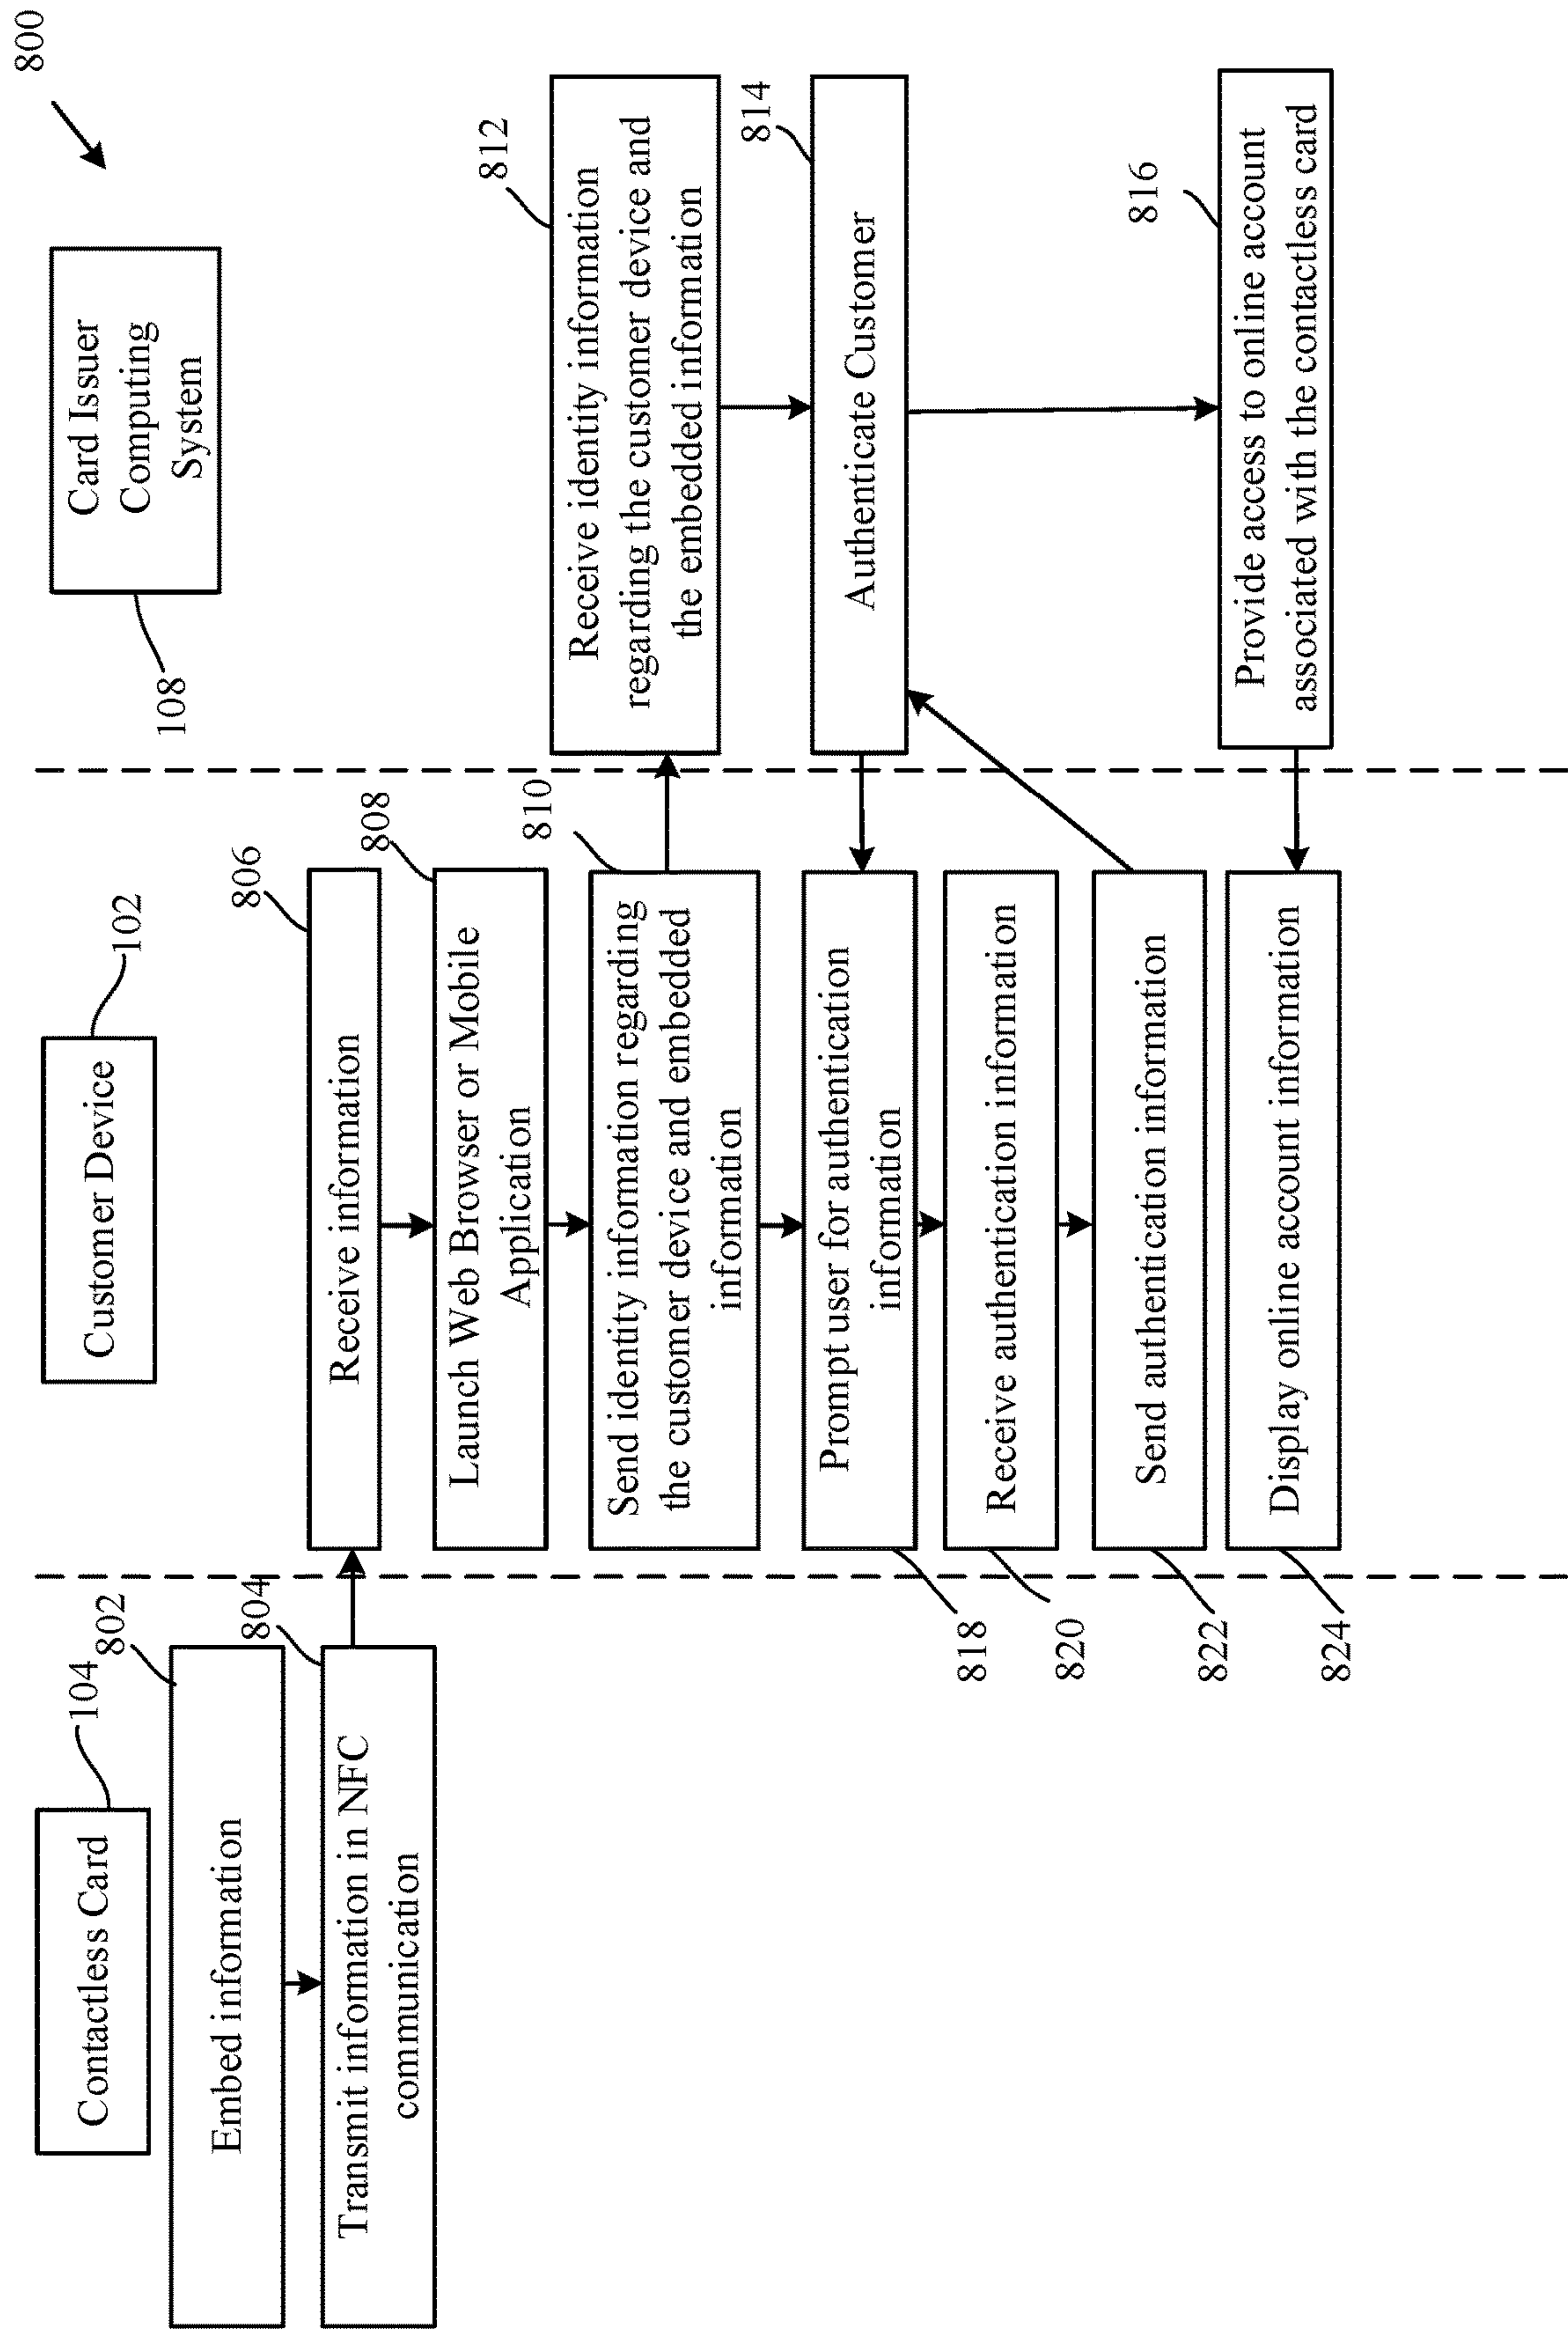 800
Contactless Card
104
Customer Device
102
Card Issuer
Computing
System
108
802
Embed information
804
Transmit information in NFC
communication
806
Receive information
808
Launch Web Browser or Mobile
Application
810
Send identity information regarding
the customer device and embedded
information
812
Receive identity information
regarding the customer device and
the embedded information
814
Authenticate Customer
818
Prompt user for authentication
information
820
Receive authentication information
822
Send authentication information
816
Provide access to online account
associated with the contactless card
824
Display online account information